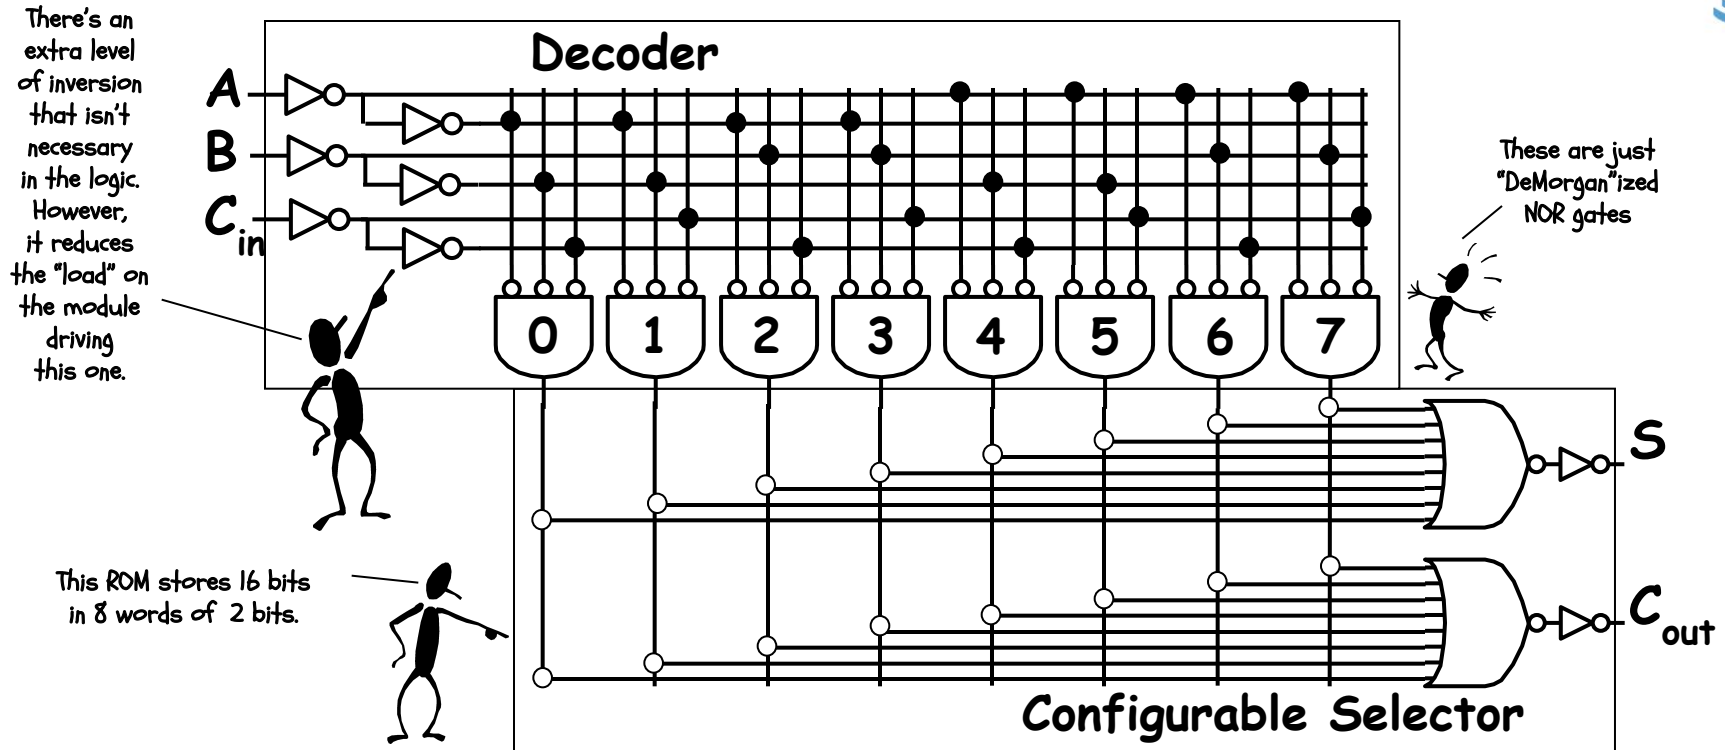 There's an
extra level
of inversion
that isn't
necessary
in the logic.
However,
it reduces
the "load" on
the module
driving
this one.
Decoder
A
B
C
in
These are just
"DeMorgan"ized
NOR gates
0 1 2 3 4 5 6 7
S
This ROM stores 16 bits
in 8 words of 2 bits.
C
out
Configurable Selector